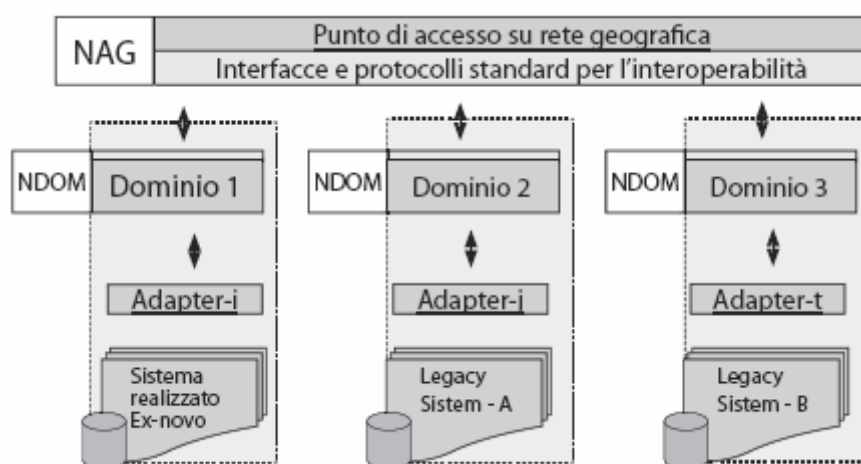 NAG
Punto di accesso su rete geografica
Interfacce e protocolli standard per l'interoperabilità
NDOM
Dominio 1
NDOM
Dominio 2
NDOM
Dominio 3
Adapter-i
Adapter-j
Adapter-t
Sistema
realizzato
Ex-novo
Legacy
Sistem - A
Legacy
Sistem - B